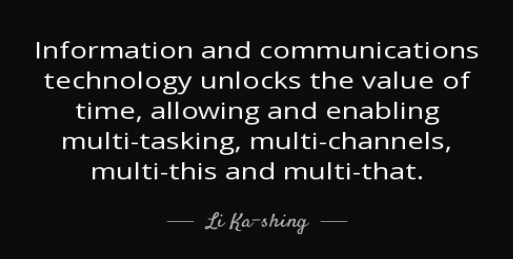 Information and communications
technology unlocks the value of
time, allowing and enabling
multi-tasking, multi-channels,
multi-this and multi-that.
Li Ka-shing